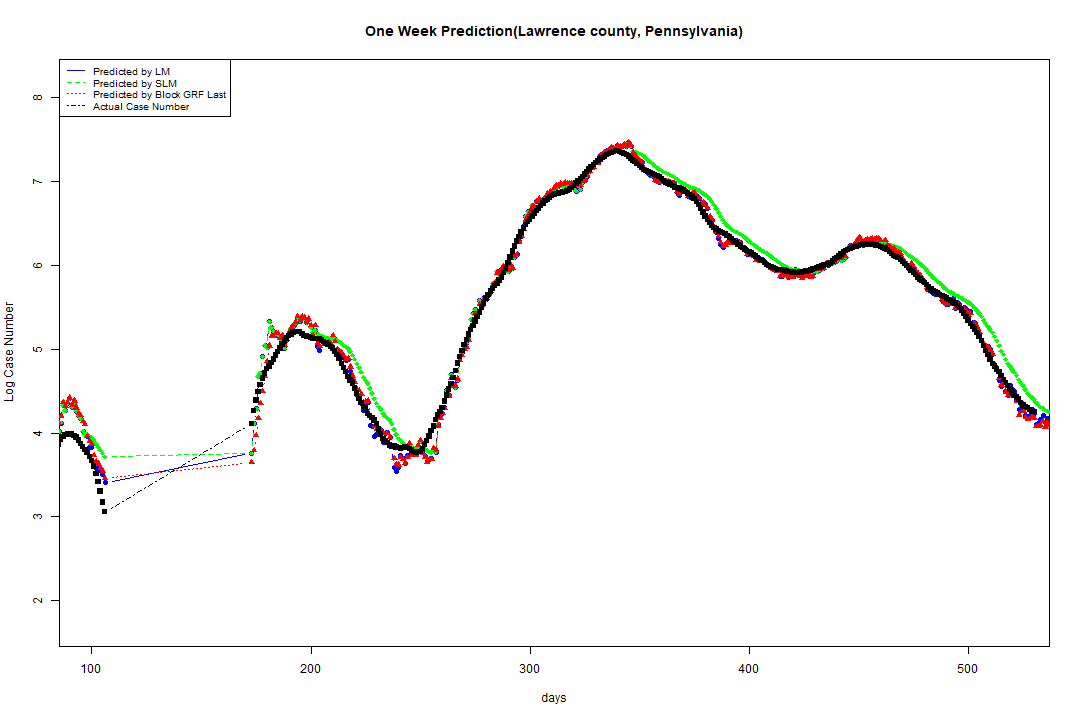 One Week Prediction(Lawrence county, Pennsylvania)
Predicted by LM
Predicted by SLM
Predicted by Block GRF Last
Actual Case Number
8
7
6
5
4
3
2
Log Case Number
100 200 300 400 500
days